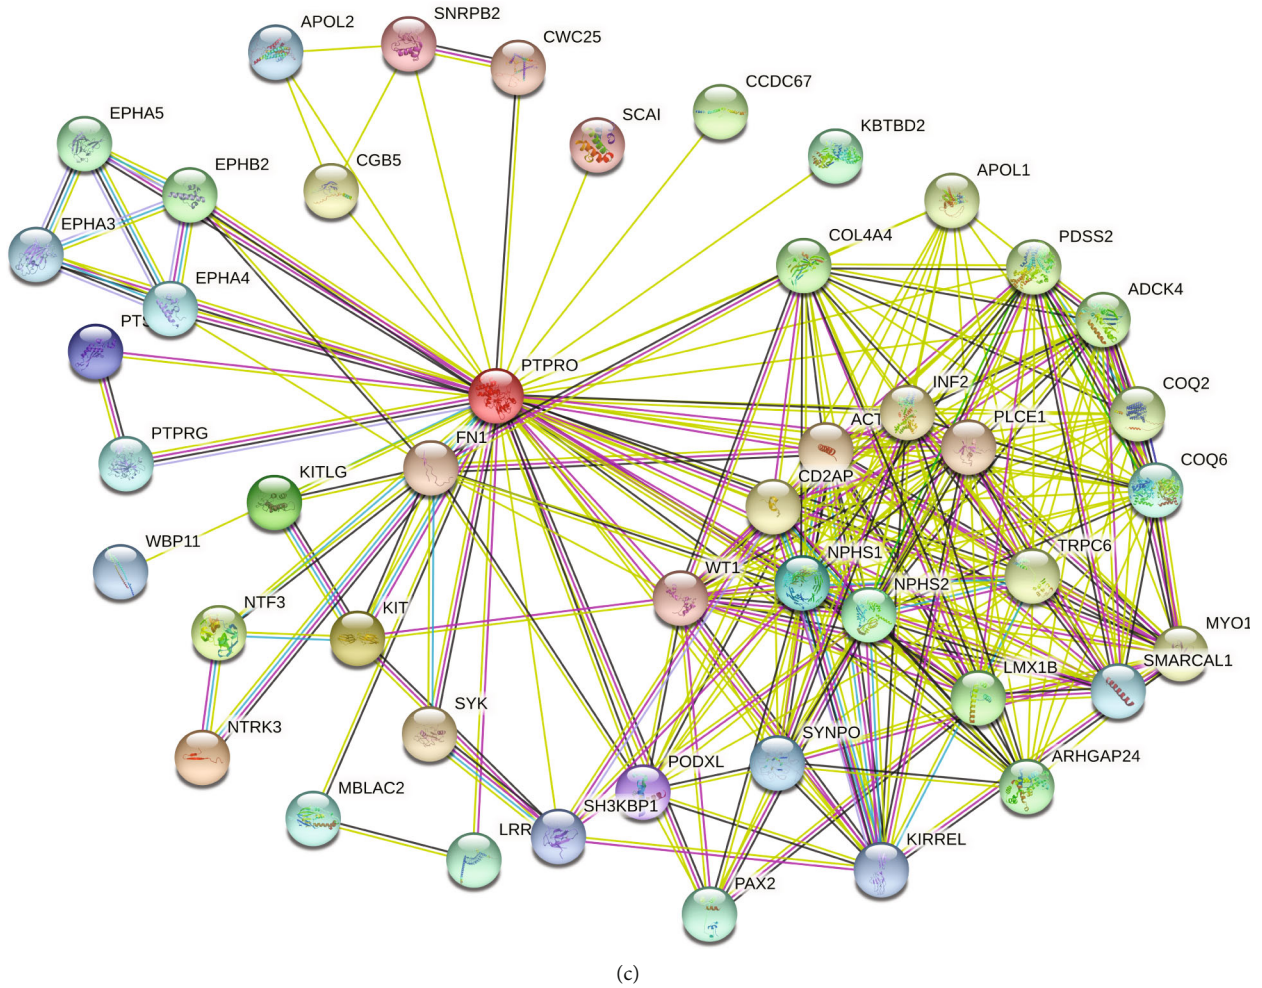 APOL2
SNRPB2
CWC25
CCDC67
SCAI
KBTBD2
EPHA5
EPHB2
CGB5
APOL1
EPHA3
COL4A4
PDSS2
EPHA4
ADCK4
PTPRO
INF2
COQ2
PTPRG
FN1
ACT
PLCE1
KITLG
CD2AP
COQ6
WBP11
NPHS1
TRPC6
WT1
NPHS2
NTF3
KIT
MYO1
LMX1B
SMARCAL1
NTRK3
SYK
SYNPO
MBLAC2
PODXL
ARHGAP24
SH3KBP1
LRR
KIRREL
PAX2
(c)